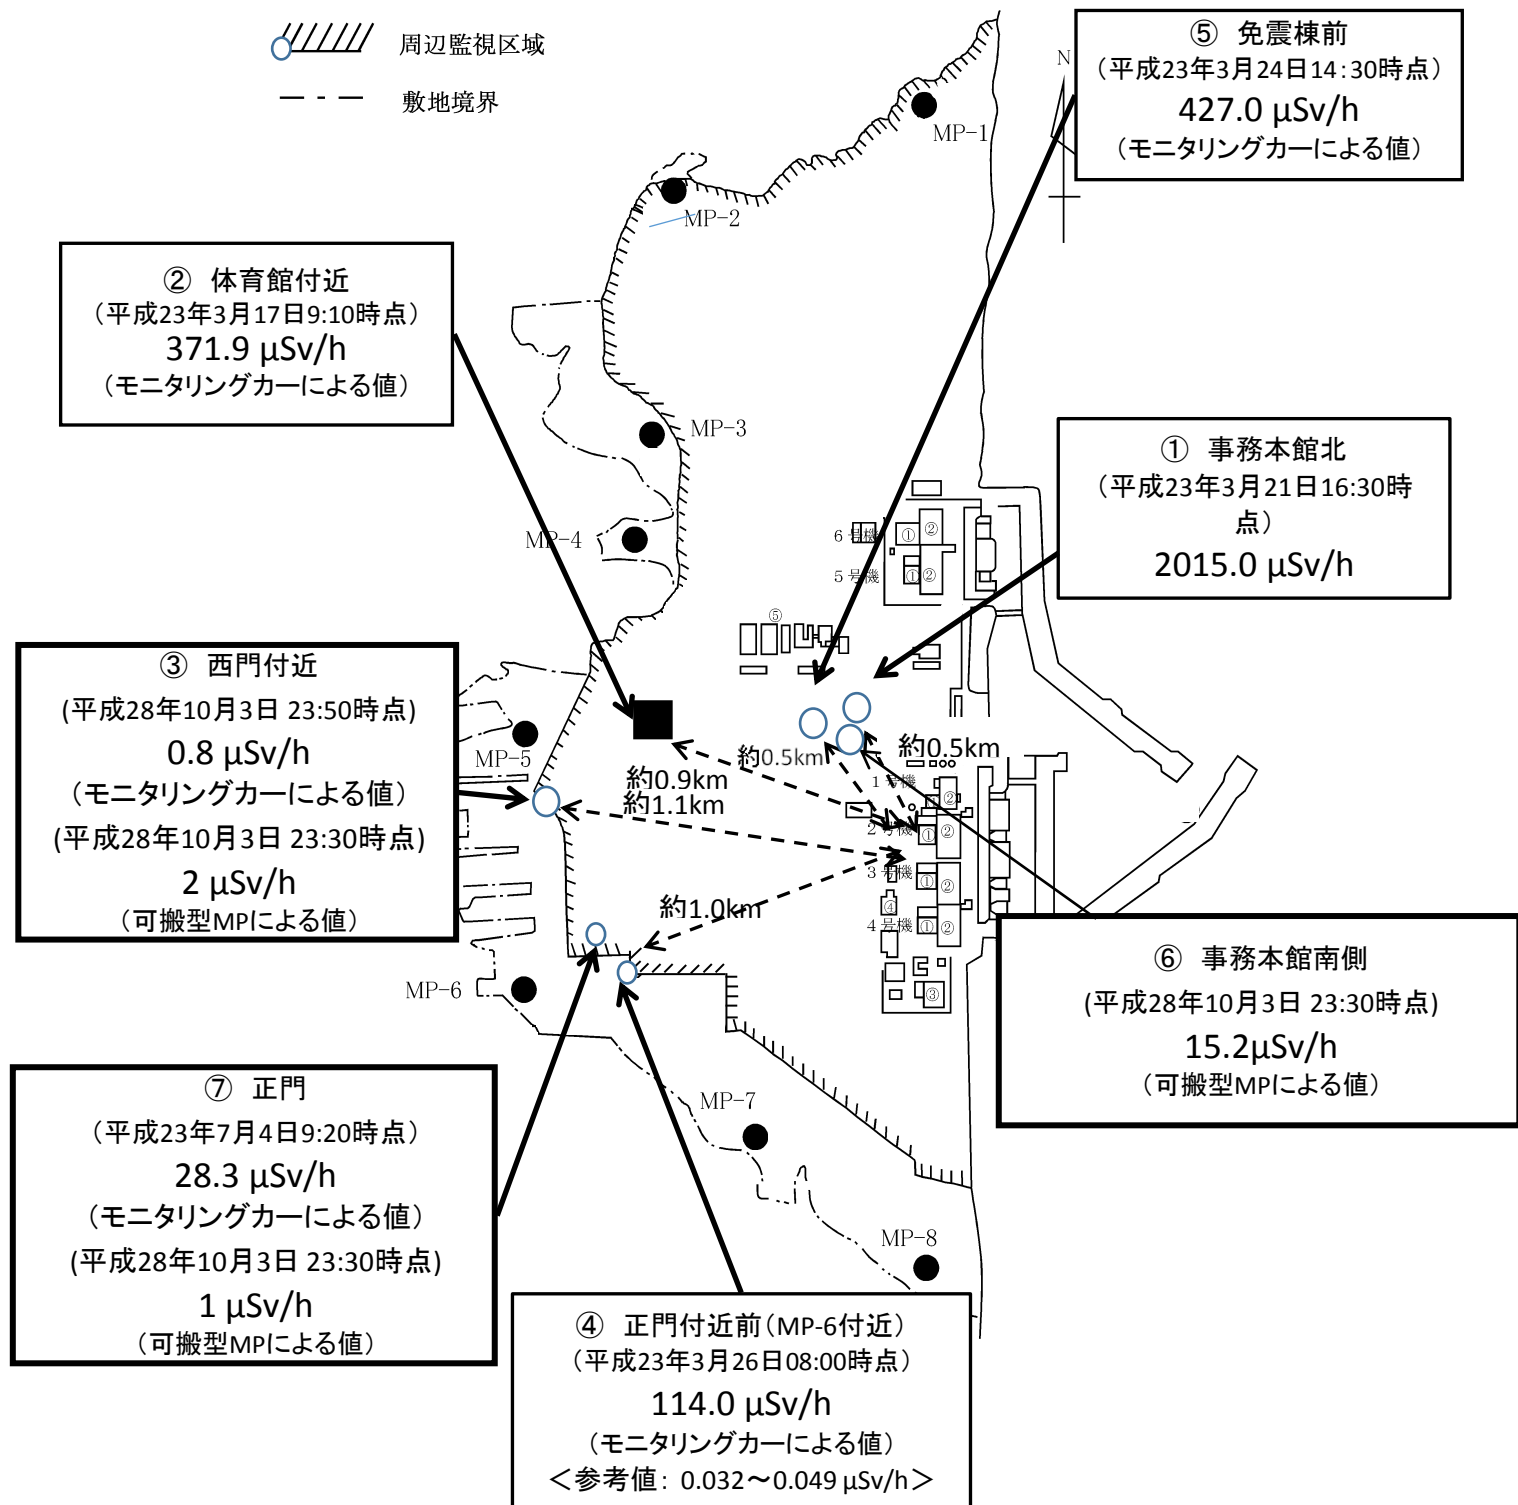 周辺監視区域
敷地境界
N
⑤ 免震棟前
（平成23年3月24日14:30時点）
427.0 μSv/h
（モニタリングカーによる値）
MP-1
MP-2
② 体育館付近
（平成23年3月17日9:10時点）
371.9 μSv/h
（モニタリングカーによる値）
MP-3
① 事務本館北
（平成23年3月21日16:30時
点）
2015.0 μSv/h
MP-4
6号機
①
②
5号機
①
②
⑤
③ 西門付近
(平成28年10月3日 23:50時点)
0.8 μSv/h
（モニタリングカーによる値）
(平成28年10月3日 23:30時点)
2 μSv/h
（可搬型MPによる値）
MP-5
約0.5km
約0.5km
約0.9km
約1.1km
1号機
①
②
2号機
①
②
3号機
①
②
約1.0km
④
4号機
①
②
③
MP-6
⑥ 事務本館南側
(平成28年10月3日 23:30時点)
15.2μSv/h
（可搬型MPによる値）
⑦ 正門
（平成23年7月4日9:20時点）
28.3 μSv/h
（モニタリングカーによる値）
(平成28年10月3日 23:30時点)
1 μSv/h
（可搬型MPによる値）
MP-7
MP-8
④ 正門付近前（MP-6付近）
（平成23年3月26日08:00時点）
114.0 μSv/h
（モニタリングカーによる値）
＜参考値：0.032～0.049 μSv/h＞